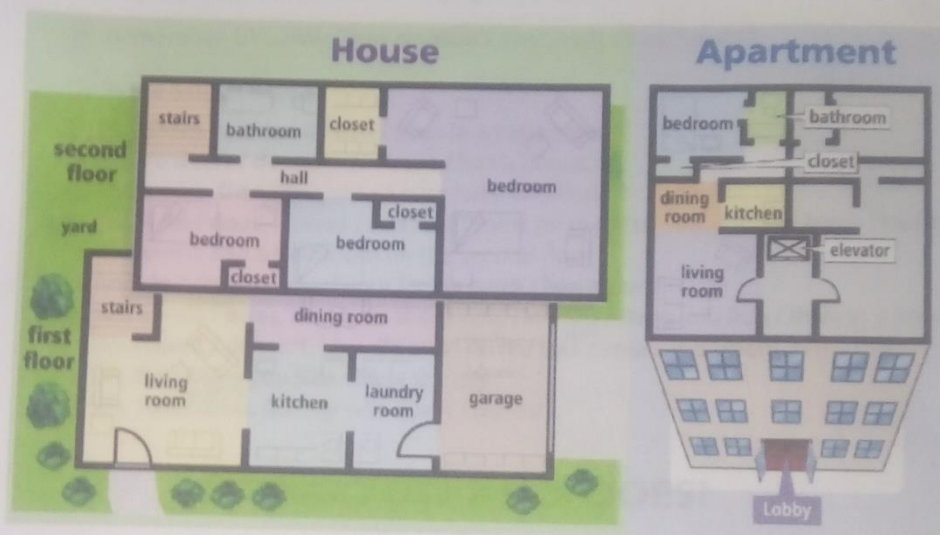 House
stairs
bathroom
closet
second
floor
hall
bedroom
yard
bedroom
closet
bedroom
closet
stairs
dining room
first
floor
living
room
kitchen
laundry
room
garage
Apartment
bedroom
bathroom
closet
dining
room
kitchen
elevator
living
room
Lobby